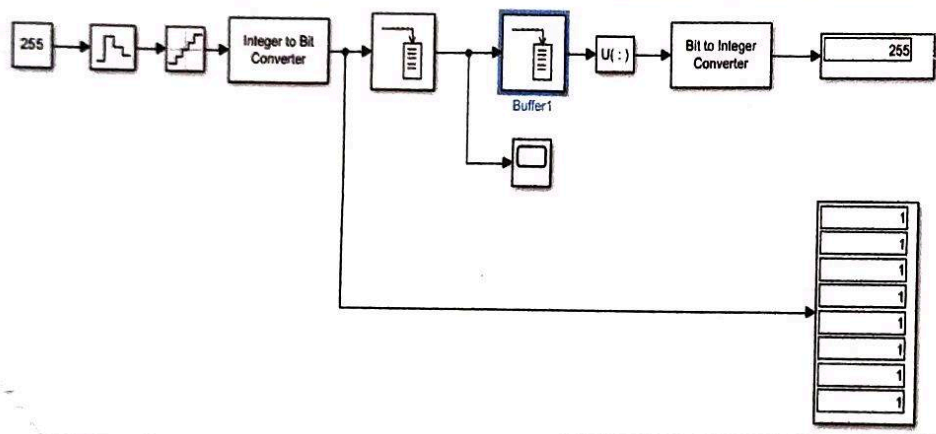 255
Integer to Bit
Converter
Buffer1
U( : )
Bit to Integer
Converter
255
1
1
1
1
1
1
1
1